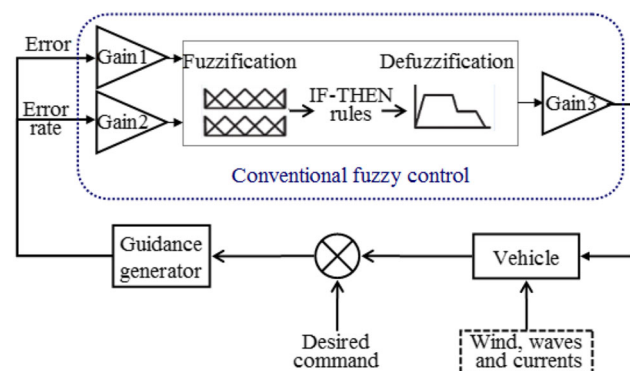 Error
Gain1
Fuzzification
Defuzzification
Error
rate
Gain2
IF-THEN
rules
Gain3
Conventional fuzzy control
Guidance
generator
Vehicle
Desired
command
Wind, waves
and currents